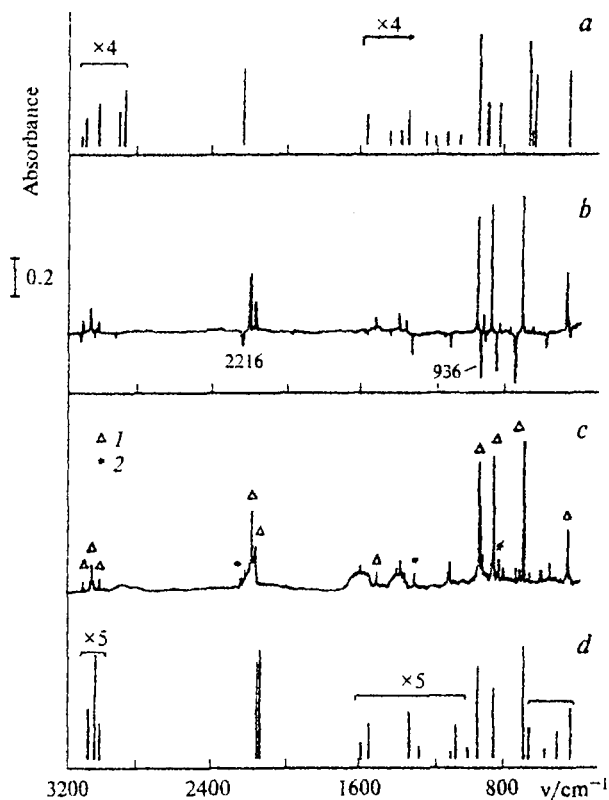 ×4
×4
a
Absorbance
b
0.2
2216
936
Δ 1
* 2
c
×5
×5
d
3200
2400
1600
800
ν/cm⁻¹